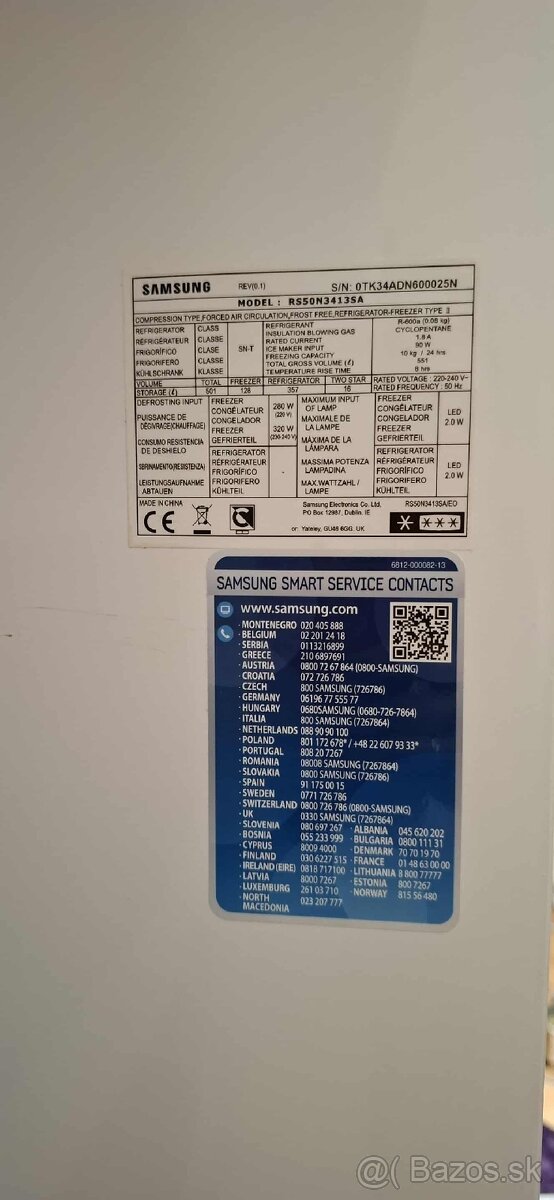 SAMSUNG REV(0.1) S/N: 0TK34ADN600025N
MODEL : RS50N3413SA
COMPRESSION TYPE,FORCED AIR CIRCULATION,FROST FREE,REFRIGERATOR-FREEZER TYPE II
REFRIGERATOR CLASS REFRIGERANT R-600a (0.08 kg)
RÉFRIGÉRATEUR CLASSE INSULATION BLOWING GAS CYCLOPENTANE
FRIGORÍFICO CLASE SN-T RATED CURRENT 1.8 A
ICE MAKER INPUT 90 W
FRIGORIFERO CLASSE FREEZING CAPACITY 10 kg / 24 hrs
TOTAL GROSS VOLUME (ℓ) 551
KÜHLSCHRANK KLASSE TEMPERATURE RISE TIME 8 hrs
VOLUME TOTAL FREEZER REFRIGERATOR TWO STAR RATED VOLTAGE : 220-240 V~
STORAGE (ℓ) 501 128 357 16 RATED FREQUENCY : 50 Hz
DEFROSTING INPUT
PUISSANCE DE
DÉGIVRAGE(CHAUFFAGE)
CONSUMO RESISTENCIA
DE DESHIELO
SBRINAMENTO(RESISTENZA)
LEISTUNGSAUFNAHME
ABTAUEN
FREEZER
CONGÉLATEUR
CONGELADOR
FREEZER
GEFRIERTEIL
280 W
(220 V)
320 W
(230-240 V)
REFRIGERATOR
RÉFRIGÉRATEUR
FRIGORÍFICO
FRIGORIFERO
KÜHLTEIL
-
MAXIMUM INPUT
OF LAMP
MAXIMALE DE
LA LAMPE
MÁXIMA DE LA
LÁMPARA
MASSIMA POTENZA
LAMPADINA
MAX.WATTZAHL /
LAMPE
FREEZER
CONGÉLATEUR
CONGELADOR
FREEZER
GEFRIERTEIL
LED
2.0 W
REFRIGERATOR
RÉFRIGÉRATEUR
FRIGORÍFICO
FRIGORIFERO
KÜHLTEIL
LED
2.0 W
MADE IN CHINA
CE
Samsung Electronics Co. Ltd,
PO Box 12987, Dublin. IE
or: Yateley, GU46 6GG, UK
RS50N3413SA/EO
6812-000082-13
SAMSUNG SMART SERVICE CONTACTS
www.samsung.com
· MONTENEGRO 020 405 888
· BELGIUM 02 201 24 18
· SERBIA 0113216899
· GREECE 210 6897691
· AUSTRIA 0800 72 67 864 (0800-SAMSUNG)
· CROATIA 072 726 786
· CZECH 800 SAMSUNG (726786)
· GERMANY 06196 77 555 77
· HUNGARY 0680SAMSUNG (0680-726-7864)
· ITALIA 800 SAMSUNG (7267864)
· NETHERLANDS 088 90 90 100
· POLAND 801 172 678* / +48 22 607 93 33*
· PORTUGAL 808 20 7267
· ROMANIA 08008 SAMSUNG (7267864)
· SLOVAKIA 0800 SAMSUNG (726786)
· SPAIN 91 175 00 15
· SWEDEN 0771 726 786
· SWITZERLAND 0800 726 786 (0800-SAMSUNG)
· UK 0330 SAMSUNG (7267864)
· SLOVENIA 080 697 267 · ALBANIA 045 620 202
· BOSNIA 055 233 999 · BULGARIA 0800 111 31
· CYPRUS 8009 4000 · DENMARK 70 70 19 70
· FINLAND 030 6227 515 · FRANCE 01 48 63 00 00
· IRELAND (EIRE) 0818 717100 · LITHUANIA 8 800 77777
· LATVIA 8000 7267 · ESTONIA 800 7267
· LUXEMBURG 261 03 710 · NORWAY 815 56 480
· NORTH
MACEDONIA 023 207 777
@( Bazos.sk